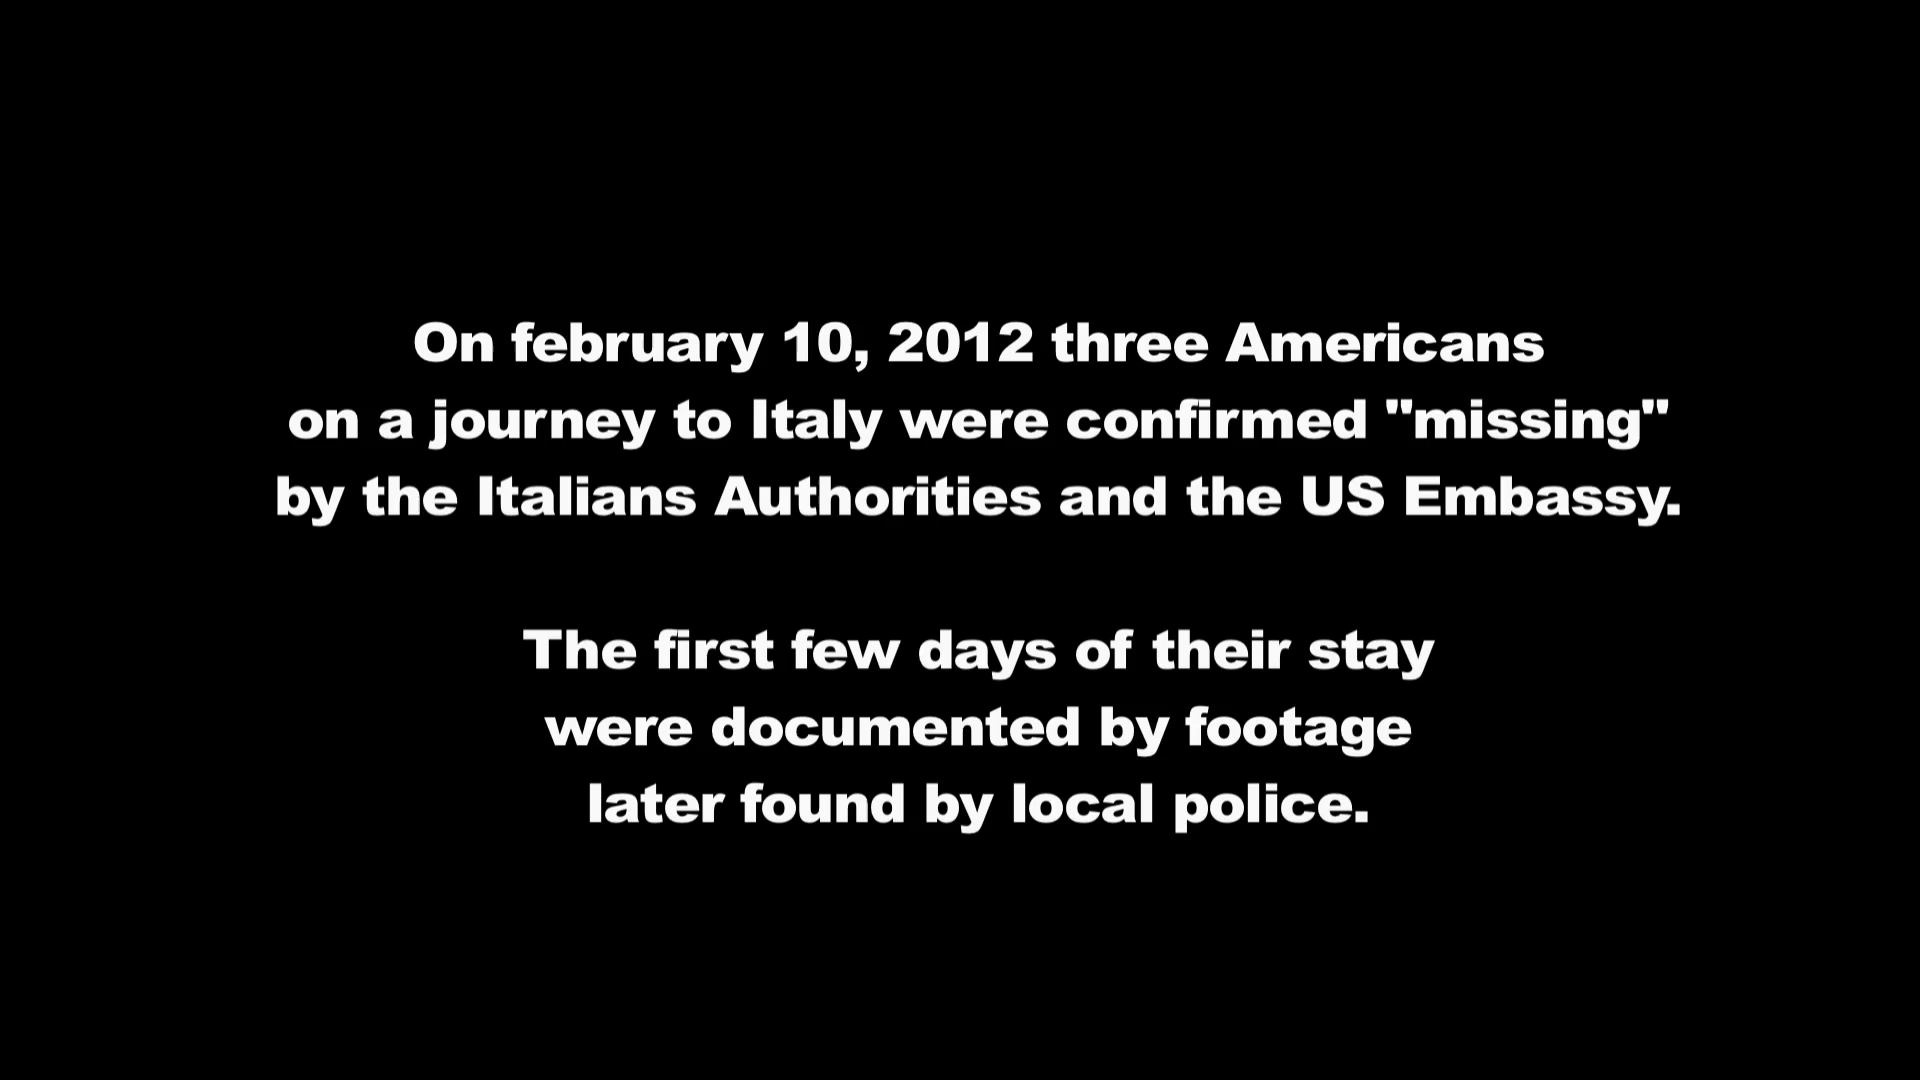 On february 10, 2012 three Americans
on a journey to Italy were confirmed "missing"
by the Italians Authorities and the US Embassy.
The first few days of their stay
were documented by footage
later found by local police.